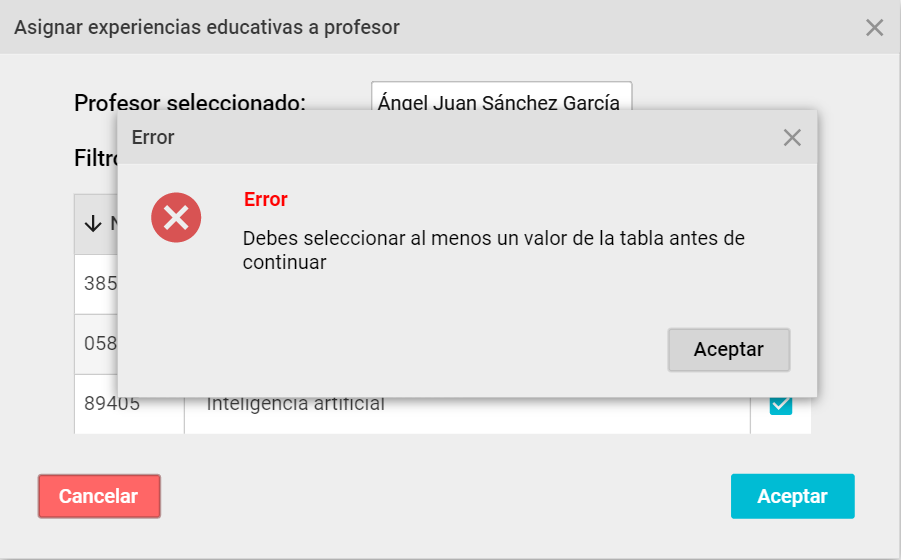 Asignar experiencias educativas a profesor
Profesor seleccionado: Ángel Juan Sánchez García
Error
Error
Debes seleccionar al menos un valor de la tabla antes de
continuar
Aceptar
385
058
89405 Inteligencia artificial
Cancelar Aceptar